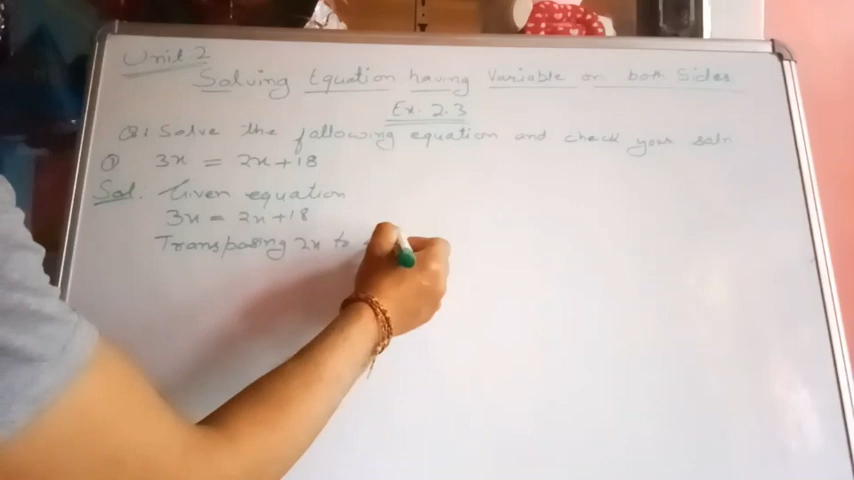 Unit 2
Solving Equation having Variable on both Sides
Ex. 2.3
Q1 Solve the following equation and check your soln
① 3x = 2x+18
Sol. Given equation
3x = 2x+18
Transposing 2x to